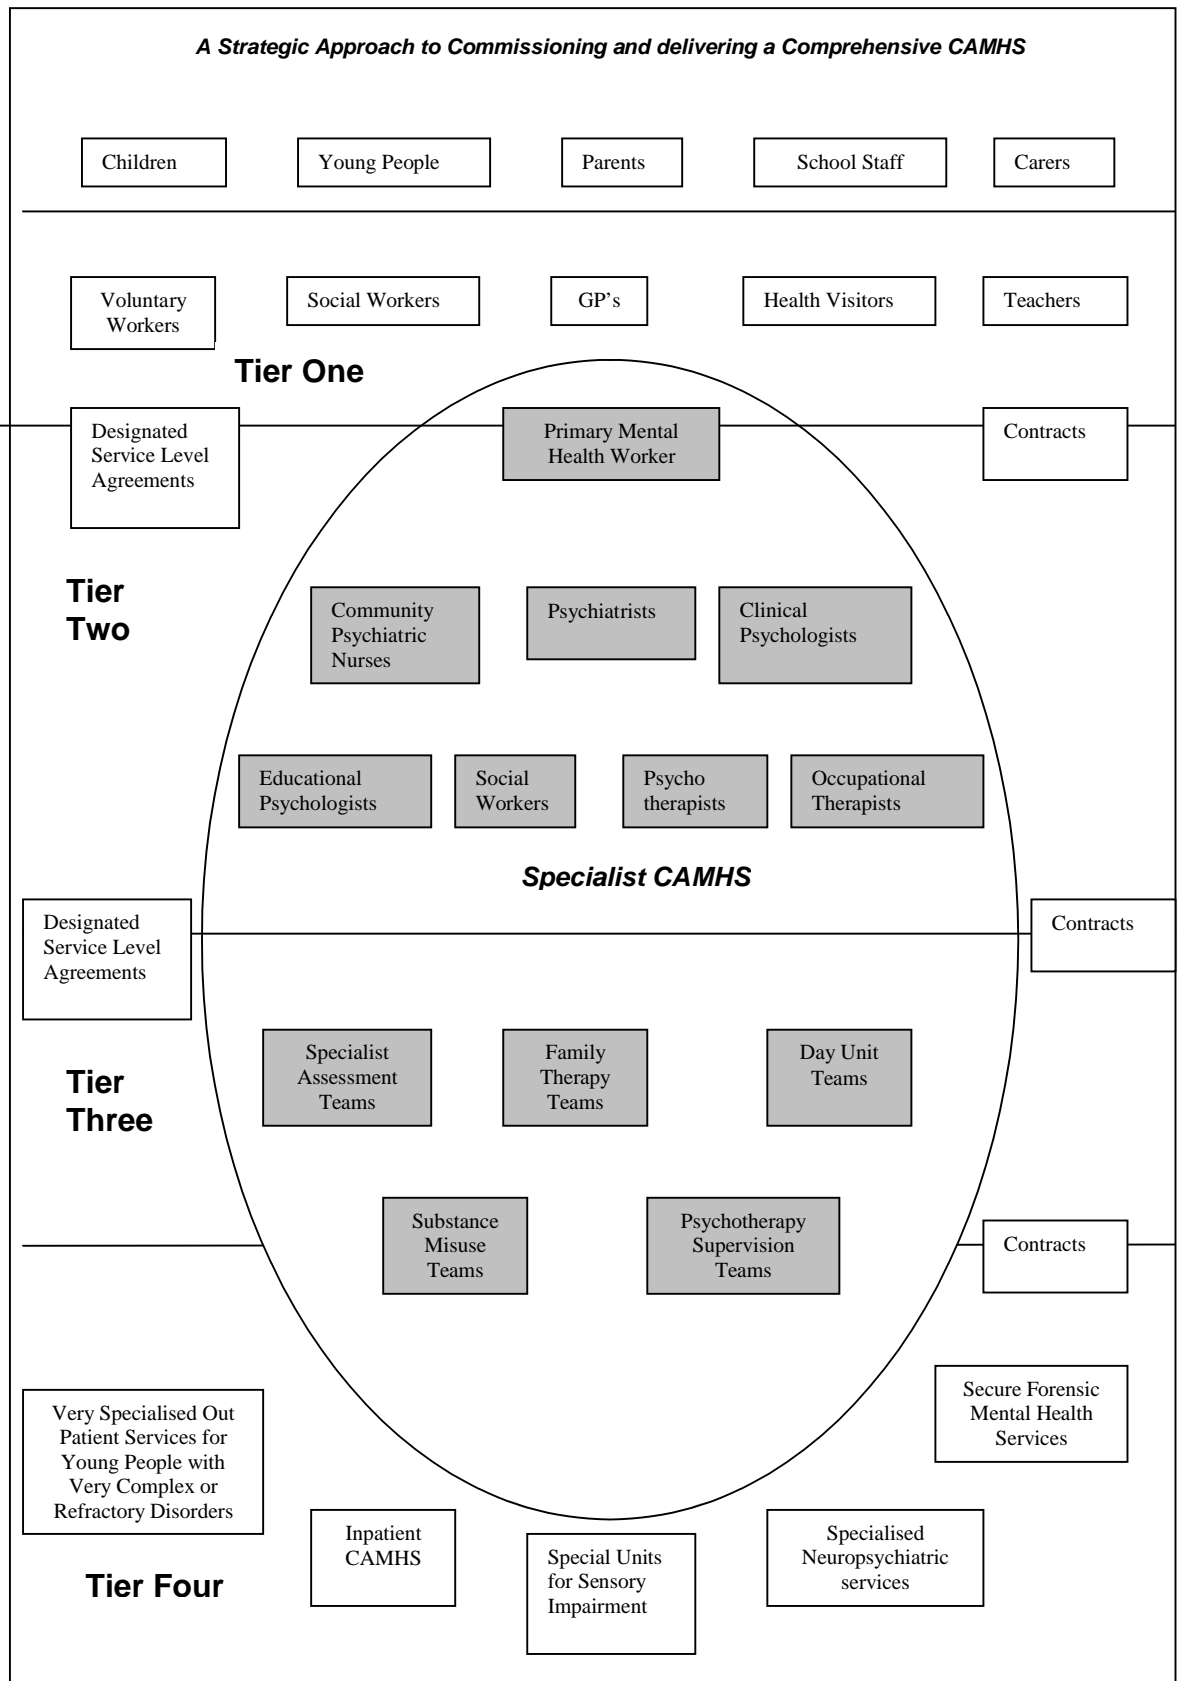 A Strategic Approach to Commissioning and delivering a Comprehensive CAMHS
Children
Young People
Parents
School Staff
Carers
Voluntary
Workers
Social Workers
GP’s
Health Visitors
Teachers
Tier One
Designated
Service Level
Agreements
Primary Mental
Health Worker
Contracts
Tier
Two
Community
Psychiatric
Nurses
Psychiatrists
Clinical
Psychologists
Educational
Psychologists
Social
Workers
Psycho
therapists
Occupational
Therapists
Specialist CAMHS
Designated
Service Level
Agreements
Contracts
Tier
Three
Specialist
Assessment
Teams
Family
Therapy
Teams
Day Unit
Teams
Substance
Misuse
Teams
Psychotherapy
Supervision
Teams
Contracts
Very Specialised Out
Patient Services for
Young People with
Very Complex or
Refractory Disorders
Secure Forensic
Mental Health
Services
Inpatient
CAMHS
Special Units
for Sensory
Impairment
Specialised
Neuropsychiatric
services
Tier Four